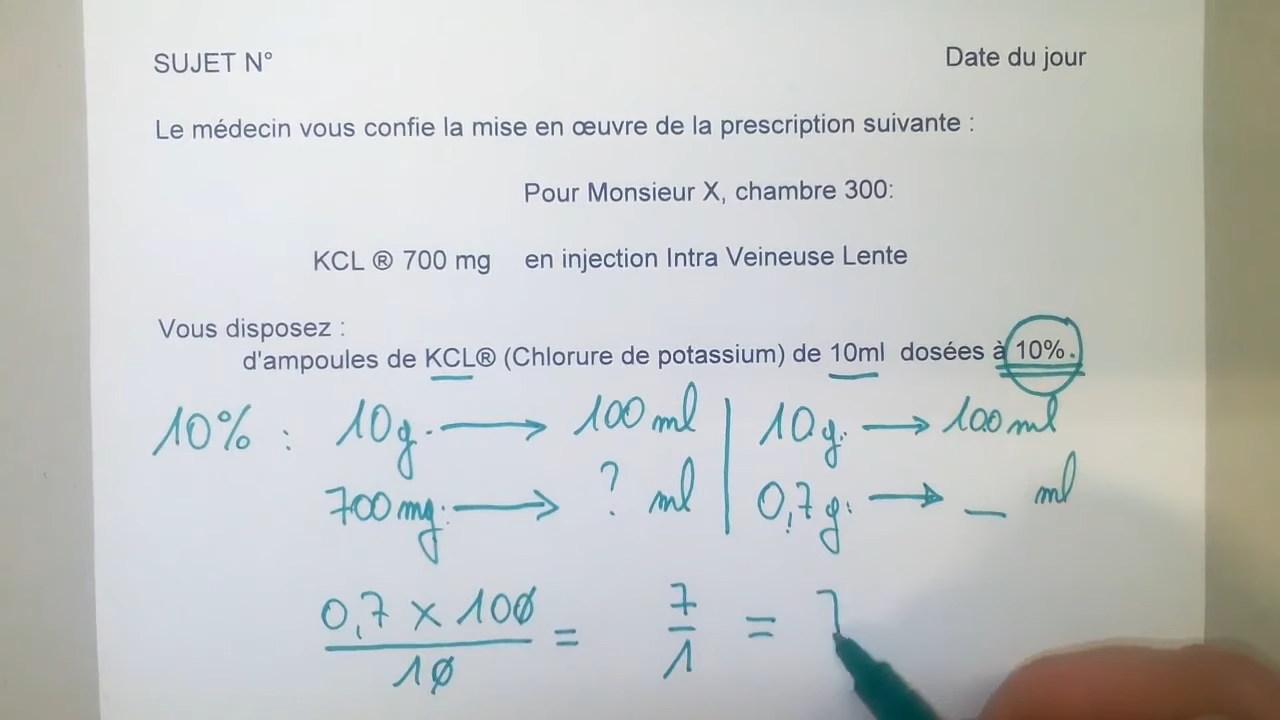 SUJET N° Date du jour
Le médecin vous confie la mise en œuvre de la prescription suivante :
Pour Monsieur X, chambre 300:
KCL ® 700 mg en injection Intra Veineuse Lente
Vous disposez :
d'ampoules de KCL® (Chlorure de potassium) de 10ml dosées à 10%.
10% : 10g. → 100 ml | 10g. → 100 ml
700mg. → ? ml | 0,7g. → _ ml
0,7 x 100 / 10 = 7 / 1 = 7